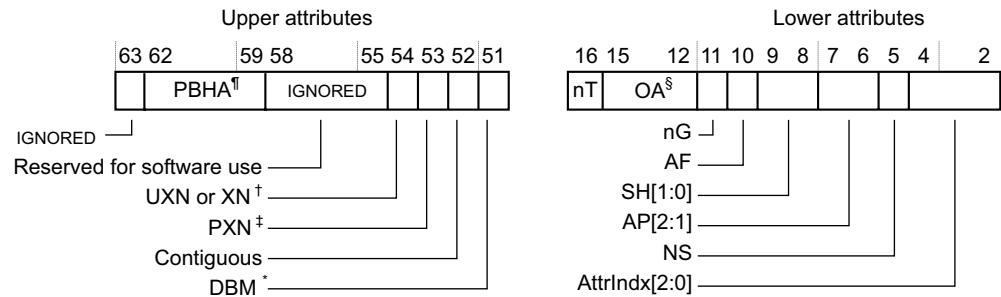 Upper attributes Lower attributes
63 62 59 58 55 54 53 52 51 16 15 12 11 10 9 8 7 6 5 4 2
PBHA¶ IGNORED nT OA§
IGNORED nG
Reserved for software use AF
UXN or XN † SH[1:0]
PXN ‡ AP[2:1]
Contiguous NS
DBM * AttrIndx[2:0]